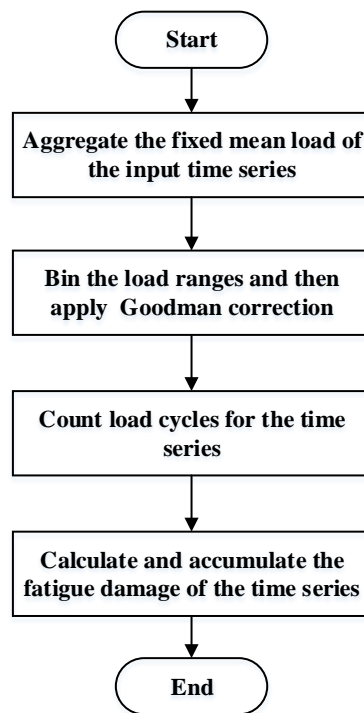 Start
Aggregate the fixed mean load of
the input time series
Bin the load ranges and then
apply Goodman correction
Count load cycles for the time
series
Calculate and accumulate the
fatigue damage of the time series
End